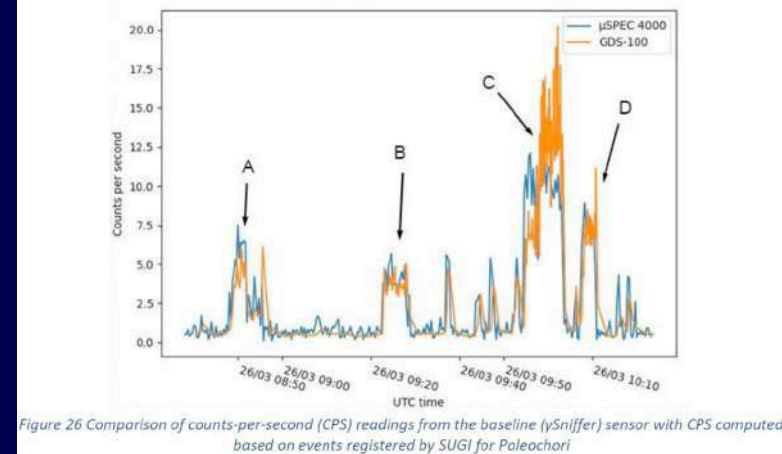 µSPEC 4000
GDS-100
20.0
17.5
15.0
12.5
10.0
7.5
5.0
2.5
0.0
Counts per second
A
B
C
D
26/03 08:50
26/03 09:00
26/03 09:20
26/03 09:40
26/03 09:50
26/03 10:10
UTC time
Figure 26 Comparison of counts-per-second (CPS) readings from the baseline (γSniffer) sensor with CPS computed
based on events registered by SUGI for Paleochori